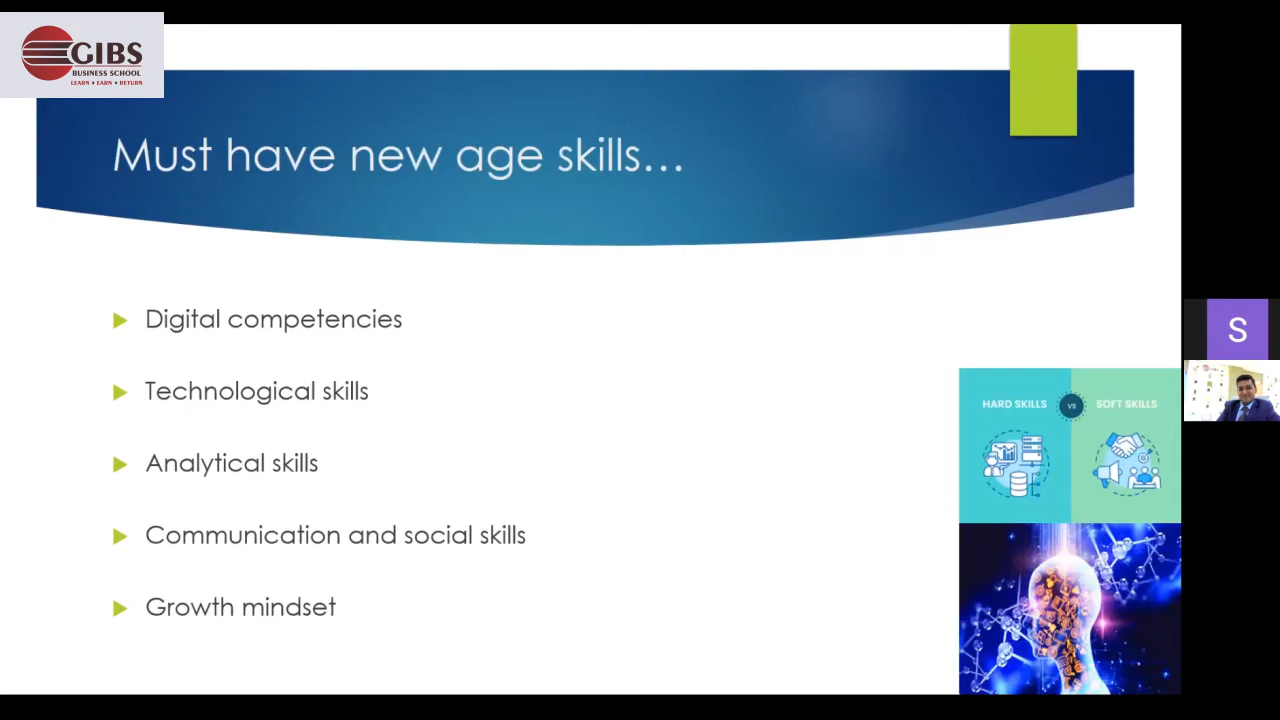 GIBS
BUSINESS SCHOOL
LEARN • EARN • RETURN
Must have new age skills...
Digital competencies
Technological skills
Analytical skills
Communication and social skills
Growth mindset
HARD SKILLS VS SOFT SKILLS
S